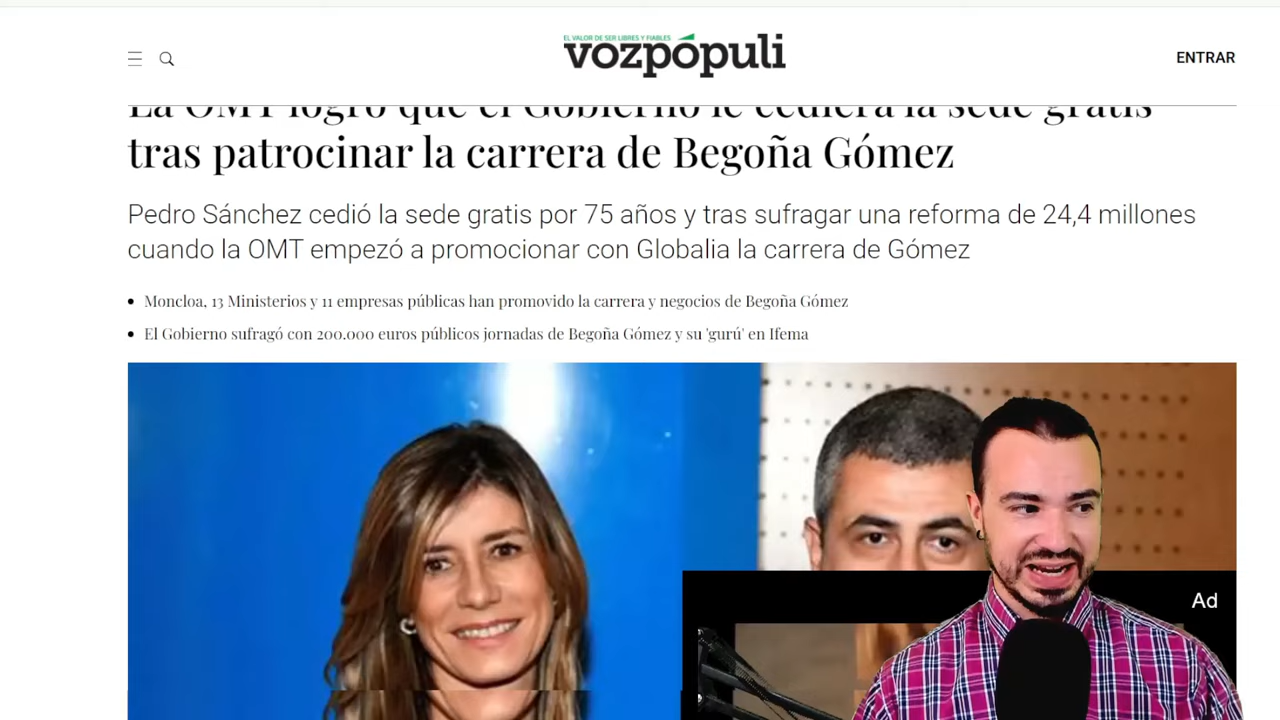 EL VALOR DE SER LIBRES Y FIABLES
vozpópuli
ENTRAR
La OMT logró que el Gobierno le cediera la sede gratis
tras patrocinar la carrera de Begoña Gómez
Pedro Sánchez cedió la sede gratis por 75 años y tras sufragar una reforma de 24,4 millones
cuando la OMT empezó a promocionar con Globalia la carrera de Gómez
Moncloa, 13 Ministerios y 11 empresas públicas han promovido la carrera y negocios de Begoña Gómez
El Gobierno sufragó con 200.000 euros públicos jornadas de Begoña Gómez y su 'gurú' en Ifema
Ad